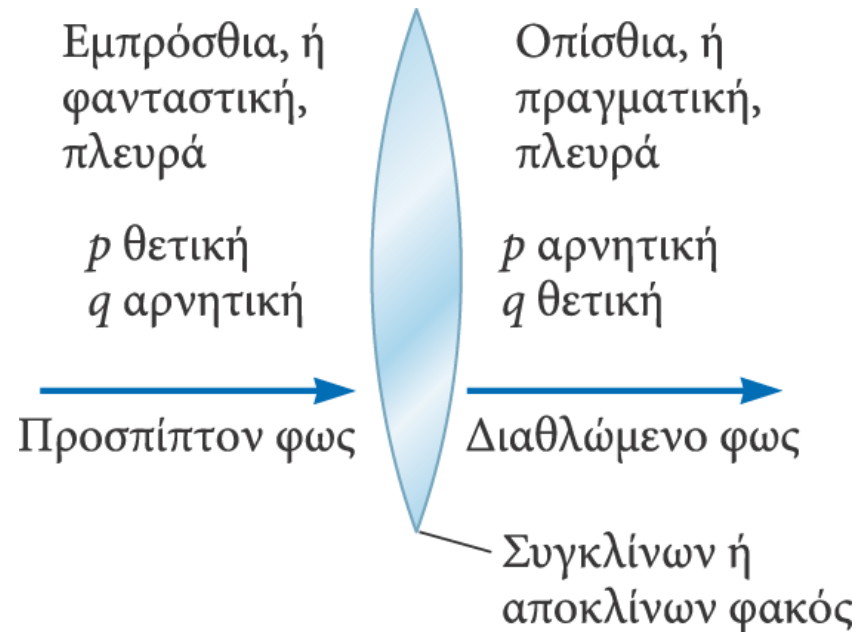 Εμπρόσθια, ή
φανταστική,
πλευρά
p θετική
q αρνητική
Προσπίπτον φως
Οπίσθια, ή
πραγματική,
πλευρά
p αρνητική
q θετική
Διαθλώμενο φως
Συγκλίνων ή
αποκλίνων φακός